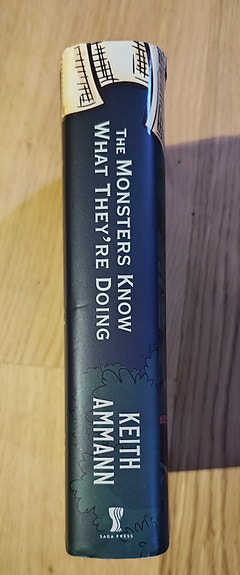 THE MONSTERS KNOW
WHAT THEY'RE DOING
KEITH
AMMANN
SAGA PRESS